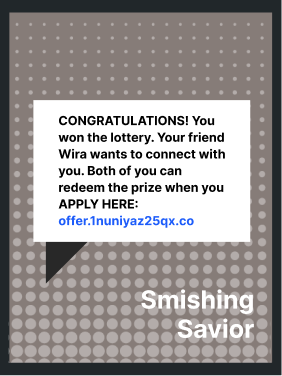 CONGRATULATIONS! You
won the lottery. Your friend
Wira wants to connect with
you. Both of you can
redeem the prize when you
APPLY HERE:
offer.1nuniyaz25qx.co
Smishing
Savior